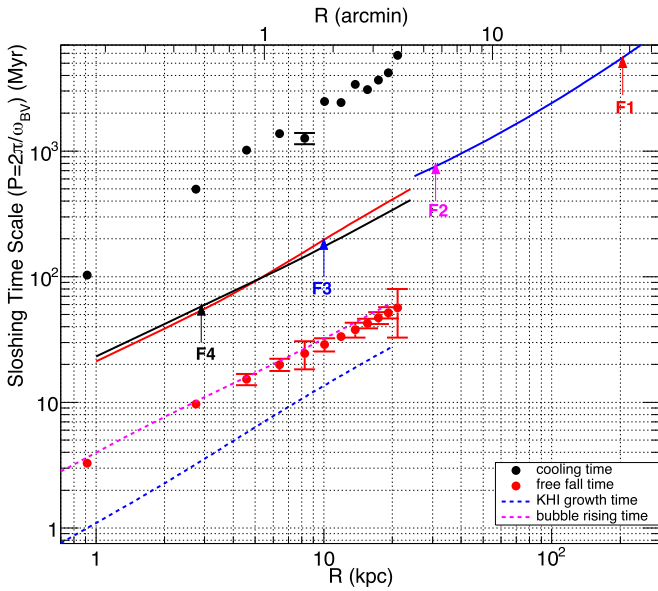 R (arcmin)
1 10
Sloshing Time Scale (P=2π/ω_BV) (Myr)
F1
10³
F2
F3
10²
F4
10
cooling time
free fall time
KHI growth time
bubble rising time
1
1 10 10²
R (kpc)